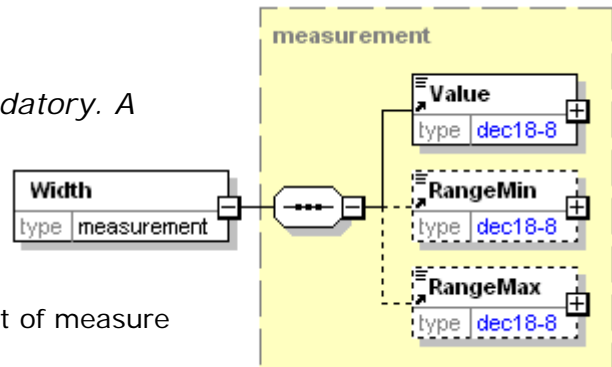 measurement
datory. A
Value
type dec18-8
Width
type measurement
RangeMin
type dec18-8
RangeMax
type dec18-8
t of measure